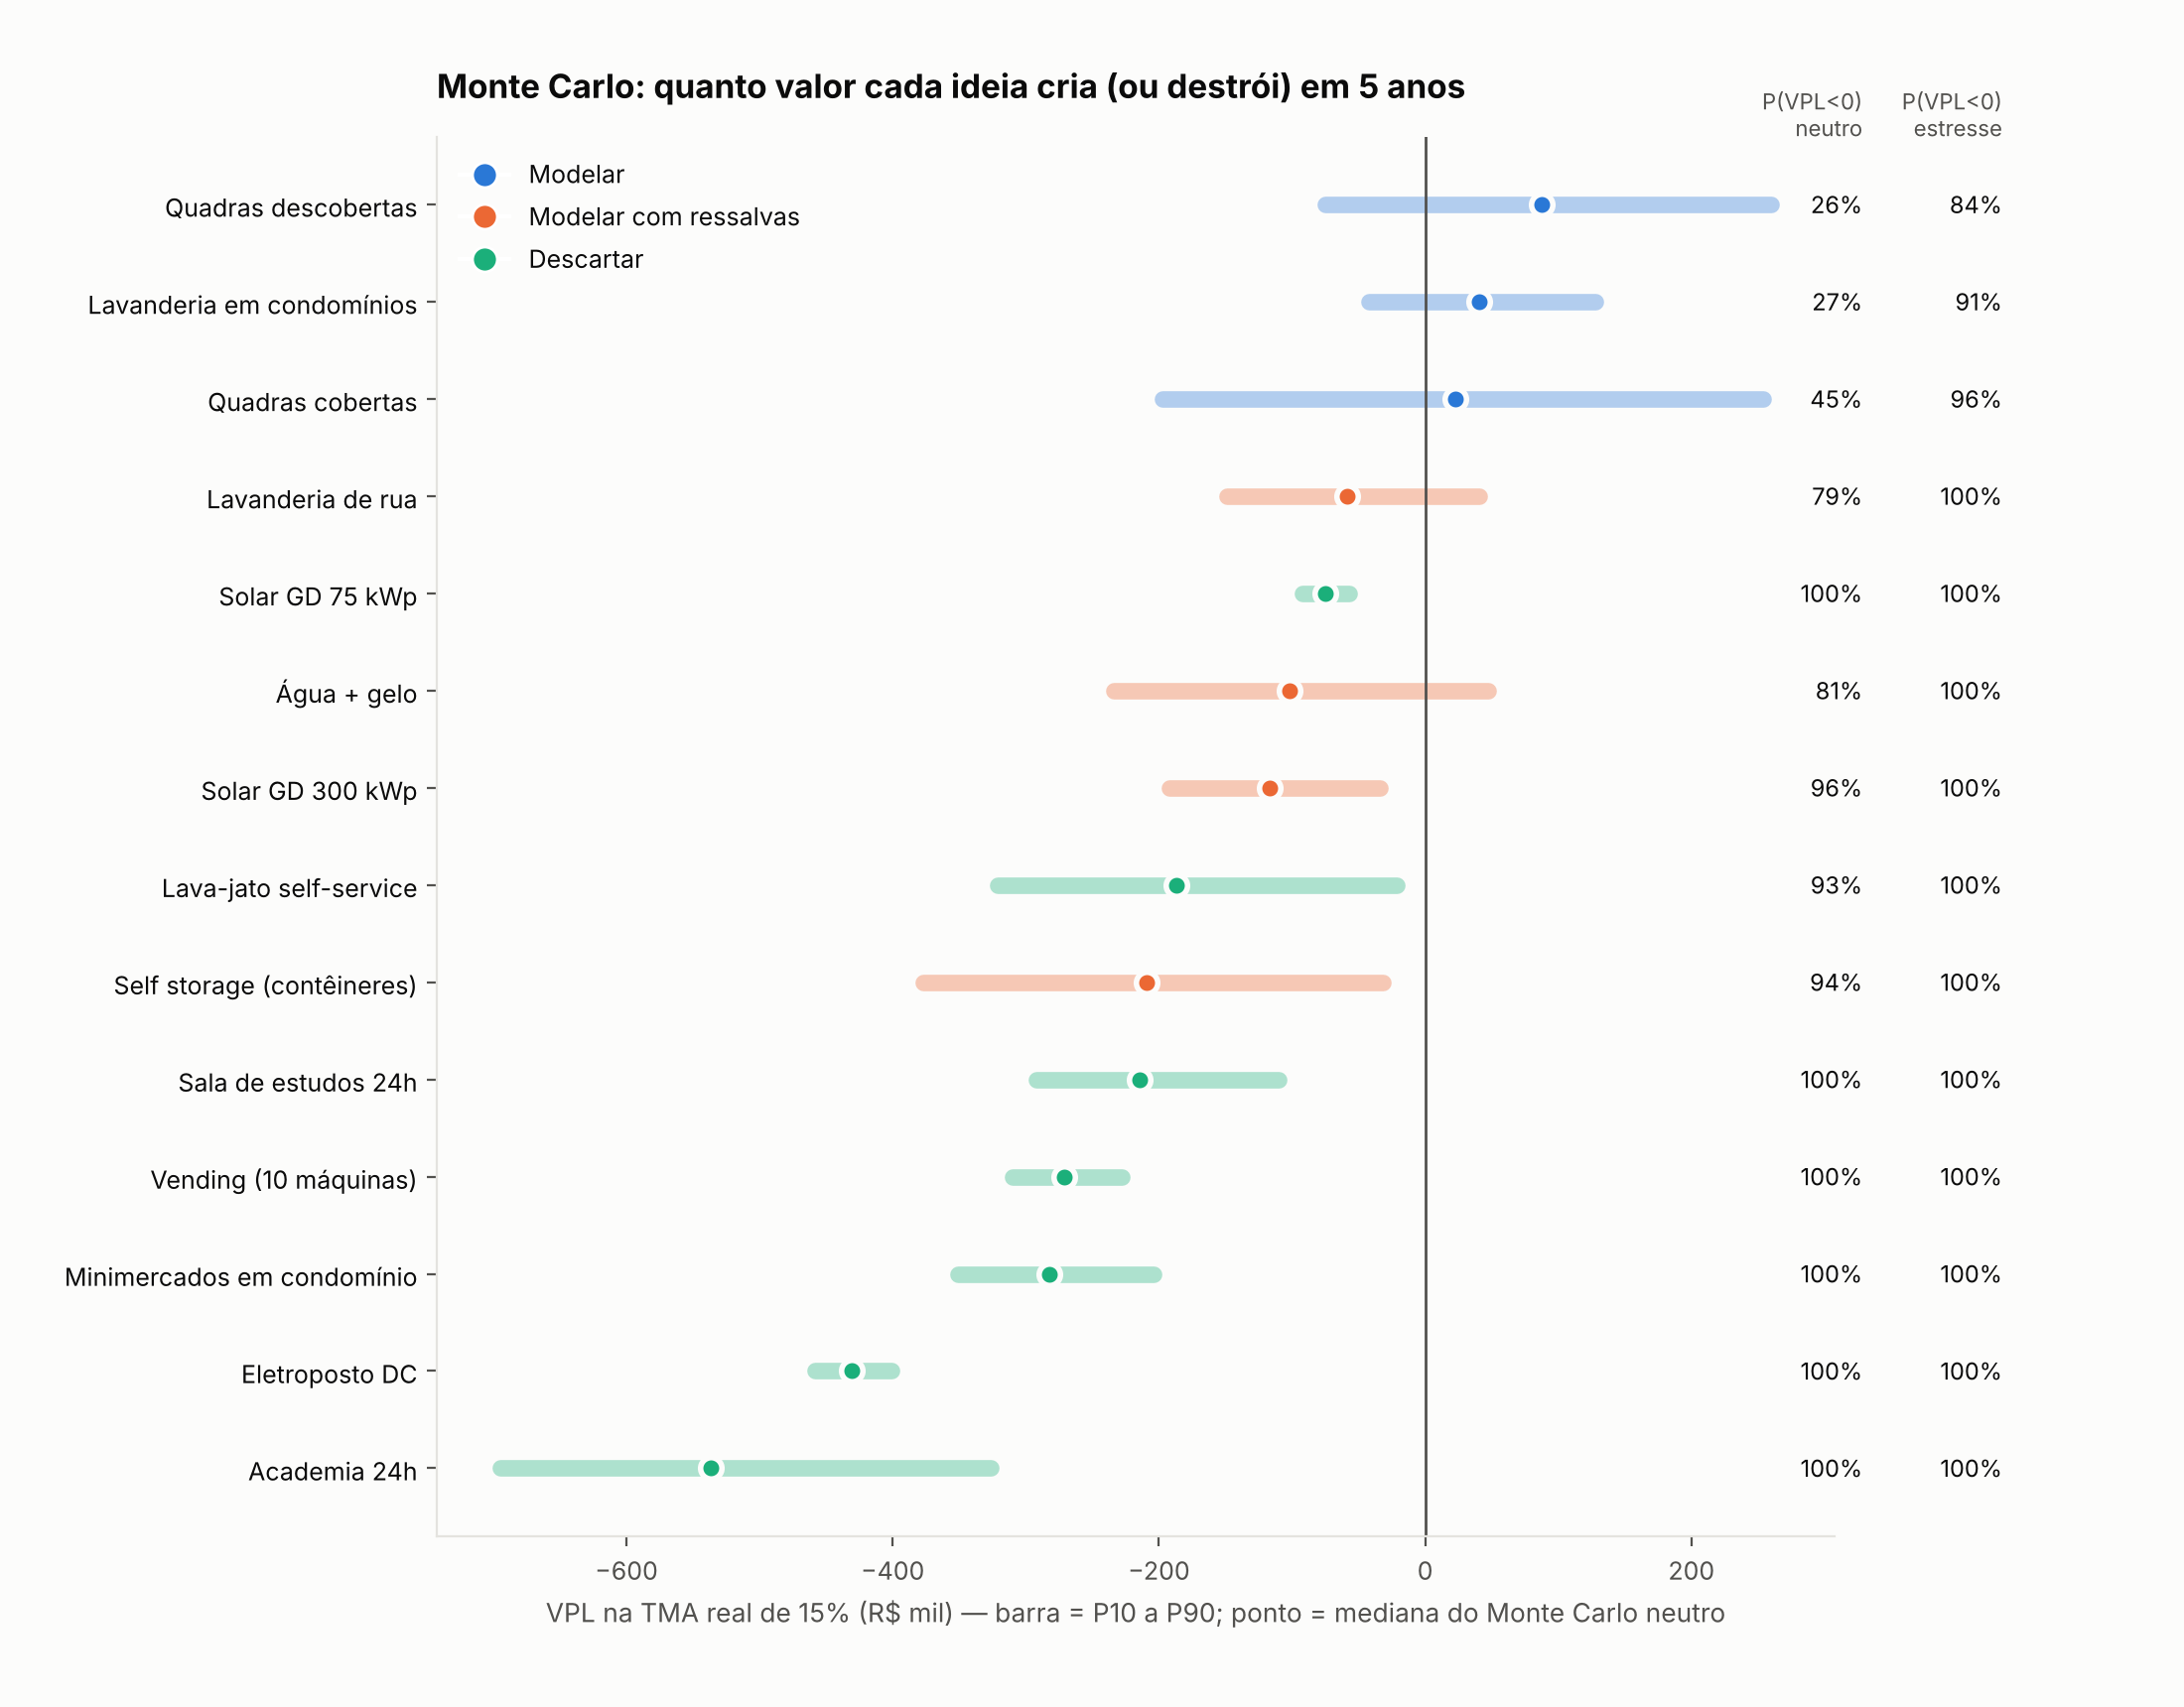 Monte Carlo: quanto valor cada ideia cria (ou destrói) em 5 anos
P(VPL<0) neutro
P(VPL<0) estresse
Modelar
Modelar com ressalvas
Descartar
Quadras descobertas 26% 84%
Lavanderia em condomínios 27% 91%
Quadras cobertas 45% 96%
Lavanderia de rua 79% 100%
Solar GD 75 kWp 100% 100%
Água + gelo 81% 100%
Solar GD 300 kWp 96% 100%
Lava-jato self-service 93% 100%
Self storage (contêineres) 94% 100%
Sala de estudos 24h 100% 100%
Vending (10 máquinas) 100% 100%
Minimercados em condomínio 100% 100%
Eletroposto DC 100% 100%
Academia 24h 100% 100%
−600 −400 −200 0 200
VPL na TMA real de 15% (R$ mil) — barra = P10 a P90; ponto = mediana do Monte Carlo neutro